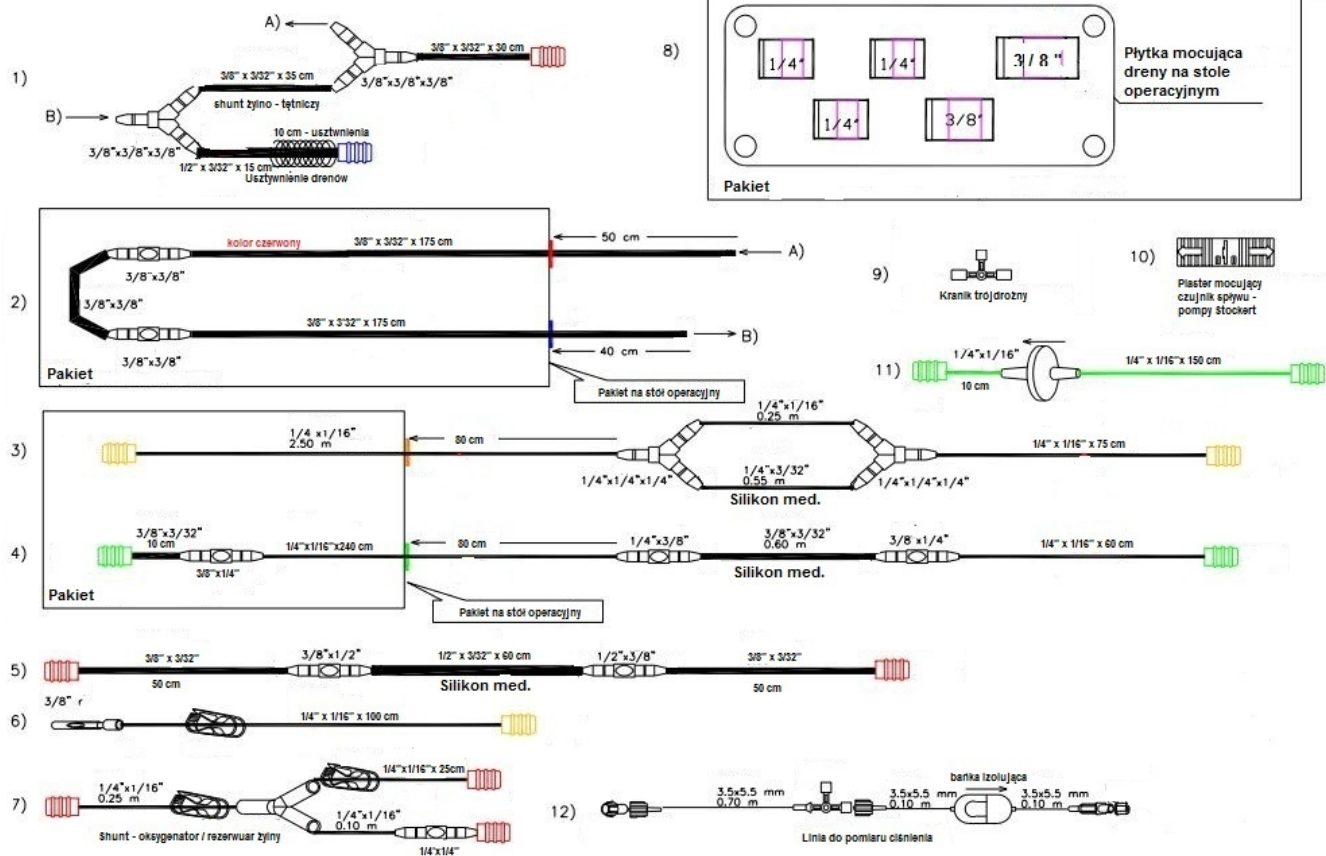 1)
A)
3/8" x 3/32" x 30 cm
3/8"x3/8"x3/8"
3/8" x 3/32" x 35 cm
shunt żylno - tętniczy
B)
3/8"x3/8"x3/8"
10 cm - usztwnienia
1/2" x 3/32" x 15 cm
Usztywnienie drenów
8)
1/4"
1/4"
3/8"
1/4"
3/8"
Płytka mocująca
dreny na stole
operacyjnym
Pakiet
2)
kolor czerwony
3/8" x 3/32" x 175 cm
50 cm
A)
3/8"x3/8"
3/8"x3/8"
3/8" x 3'32" x 175 cm
B)
3/8"x3/8"
40 cm
Pakiet
Pakiet na stół operacyjny
9)
Kranik trójdrożny
10)
Plaster mocujący
czujnik spływu -
pompy Stockert
11)
1/4"x1/16"
10 cm
1/4" x 1/16"x 150 cm
3)
1/4 x1/16"
2.50 m
80 cm
1/4"x1/16"
0.25 m
1/4"x1/4"x1/4"
1/4"x3/32"
0.55 m
1/4"x1/4"x1/4"
Silikon med.
1/4" x 1/16" x 75 cm
4)
3/8"x3/32"
10 cm
3/8"x1/4"
1/4"x1/16"x240 cm
80 cm
1/4"x3/8"
3/8"x3/32"
0.60 m
Silikon med.
3/8 x1/4"
1/4" x 1/16" x 60 cm
Pakiet
Pakiet na stół operacyjny
5)
3/8" x 3/32"
50 cm
3/8"x1/2"
1/2" x 3/32" x 60 cm
Silikon med.
1/2"x3/8"
3/8" x 3/32"
50 cm
6)
3/8" r
1/4" x 1/16" x 100 cm
7)
1/4"x1/16"
0.25 m
1/4"x1/16"x 25cm
1/4"x1/16"
0.10 m
1/4'x1/4"
Shunt - oksygenator / rezerwuar żylny
12)
3.5x5.5 mm
0.70 m
3.5x5.5 mm
0.10 m
bańka izolująca
3.5x5.5 mm
0.10 m
Linia do pomiaru ciśnienia